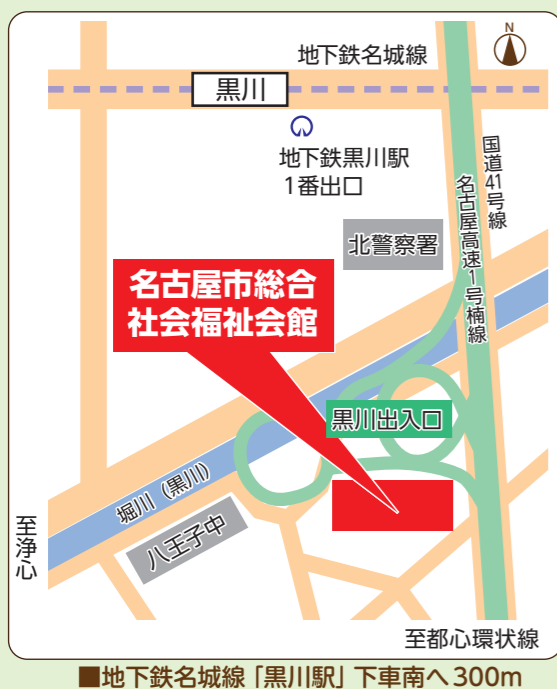 N
地下鉄名城線
黒川
地下鉄黒川駅
1番出口
国道41号線
名古屋高速1号楠線
北警察署
名古屋市総合
社会福祉会館
黒川出入口
堀川（黒川）
八王子中
至浄心
至都心環状線
■地下鉄名城線「黒川駅」下車南へ300m